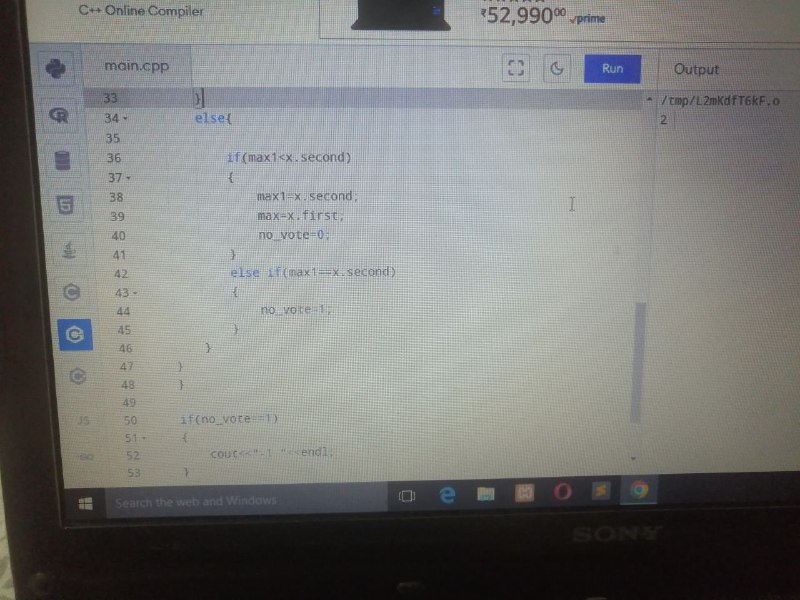 C++ Online Compiler
₹52,990⁰⁰ prime
main.cpp
Run
Output
33 }
34 else{
35
36 if(max1<x.second)
37 {
38 max1=x.second;
39 max=x.first;
40 no_vote=0;
41 }
42 else if(max1==x.second)
43 {
44 no_vote=1;
45 }
46 }
47 }
48 }
49
50 if(no_vote==1)
51 {
52 cout<<"-1 "<<endl;
53 }
/tmp/L2mKdfT6kF.o
2
JS
Search the web and Windows
SONY